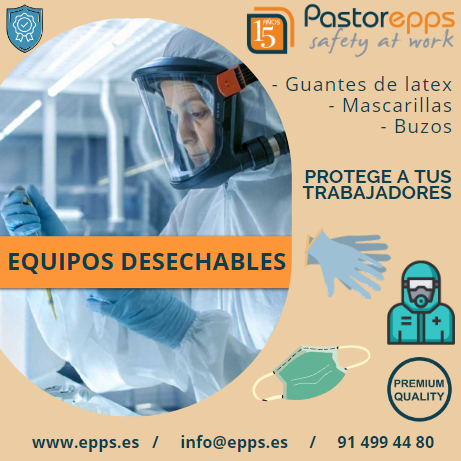 15
AÑOS
Pastorepps
safety at work
- Guantes de latex
- Mascarillas
- Buzos
PROTEGE A TUS
TRABAJADORES
EQUIPOS DESECHABLES
PREMIUM
QUALITY
www.epps.es / info@epps.es / 91 499 44 80